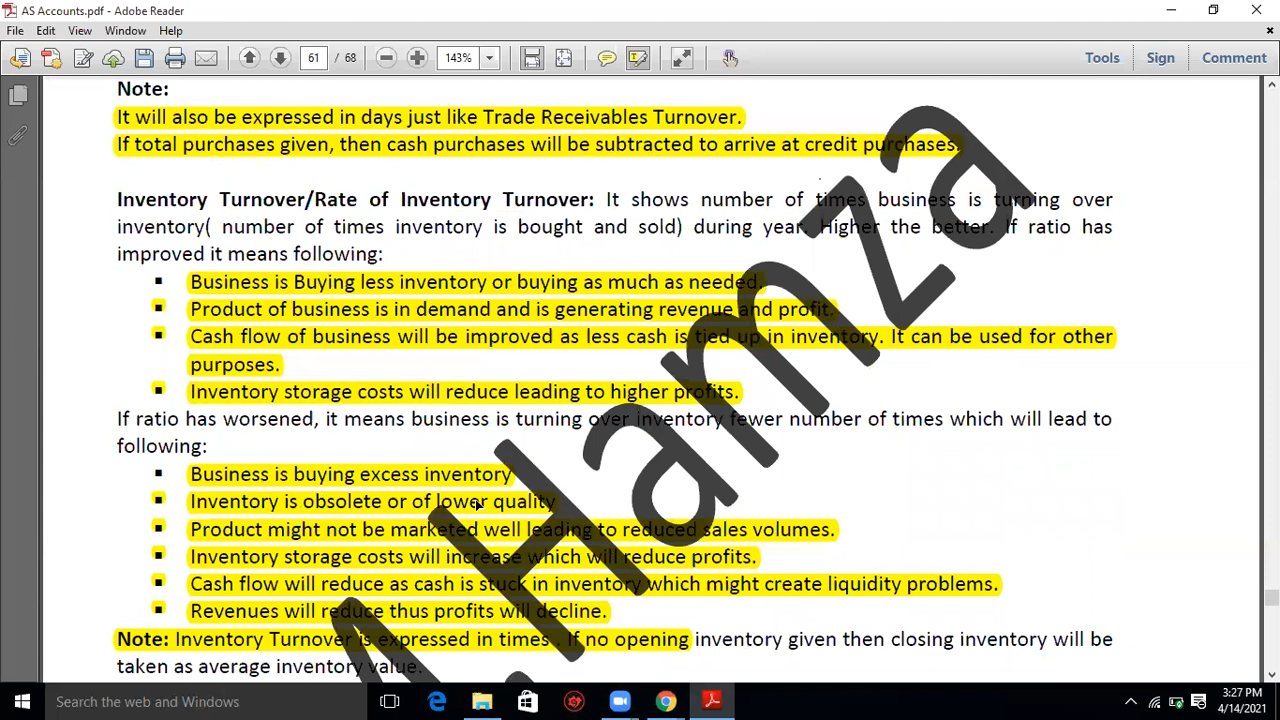 AS Accounts.pdf - Adobe Reader
File Edit View Window Help
61 / 68 143% Tools Sign Comment
Note:
It will also be expressed in days just like Trade Receivables Turnover.
If total purchases given, then cash purchases will be subtracted to arrive at credit purchases.
Inventory Turnover/Rate of Inventory Turnover: It shows number of times business is turning over
inventory( number of times inventory is bought and sold) during year. Higher the better. If ratio has
improved it means following:
▪ Business is Buying less inventory or buying as much as needed.
▪ Product of business is in demand and is generating revenue and profit.
▪ Cash flow of business will be improved as less cash is tied up in inventory. It can be used for other
purposes.
▪ Inventory storage costs will reduce leading to higher profits.
If ratio has worsened, it means business is turning over inventory fewer number of times which will lead to
following:
▪ Business is buying excess inventory
▪ Inventory is obsolete or of lower quality
▪ Product might not be marketed well leading to reduced sales volumes.
▪ Inventory storage costs will increase which will reduce profits.
▪ Cash flow will reduce as cash is stuck in inventory which might create liquidity problems.
▪ Revenues will reduce thus profits will decline.
Note: Inventory Turnover is expressed in times . If no opening inventory given then closing inventory will be
taken as average inventory value.
Hamza
Search the web and Windows
3:27 PM
4/14/2021